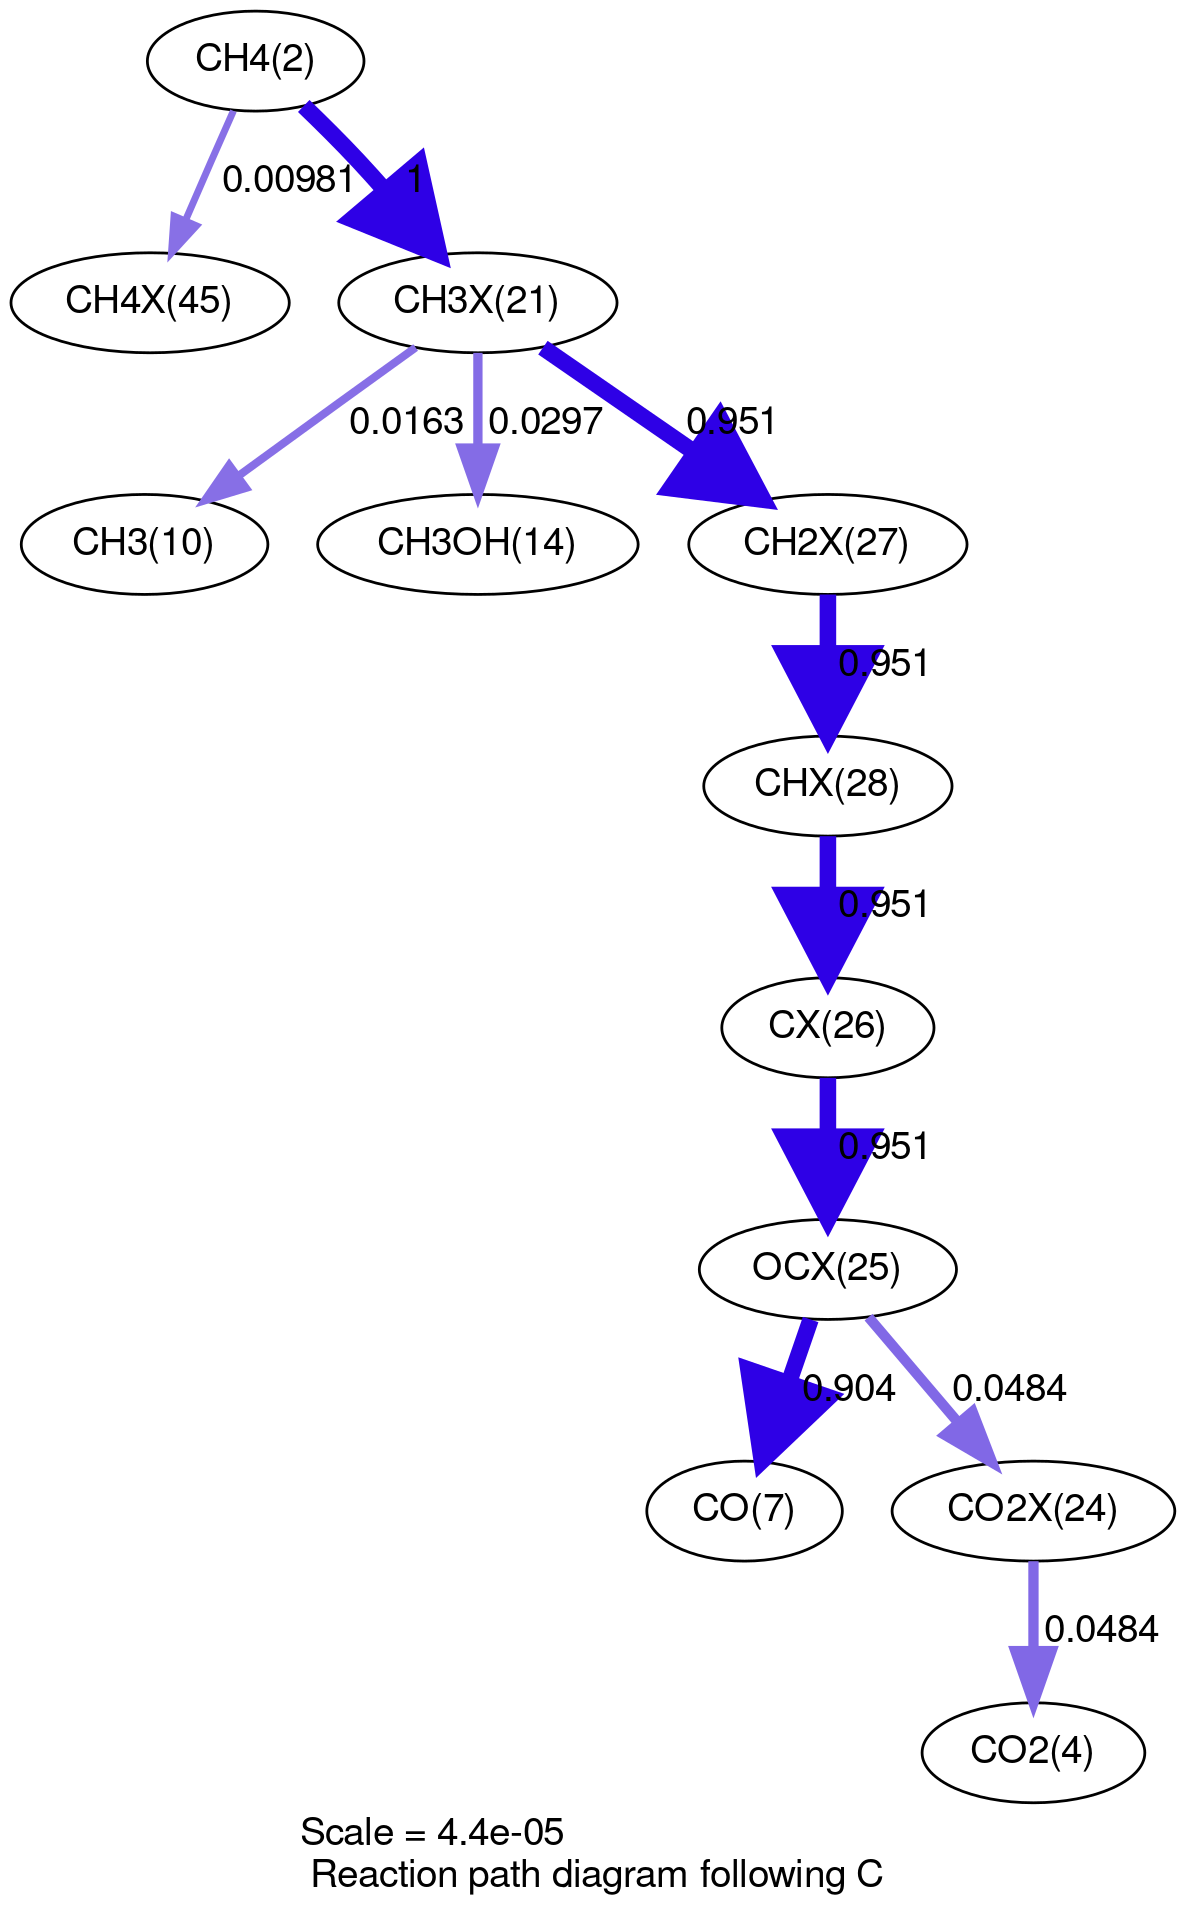 CH4(2)
0.00981
1
CH4X(45)
CH3X(21)
0.0163
0.0297
0.951
CH3(10)
CH3OH(14)
CH2X(27)
0.951
CHX(28)
0.951
CX(26)
0.951
OCX(25)
0.904
0.0484
CO(7)
CO2X(24)
0.0484
CO2(4)
Scale = 4.4e-05
Reaction path diagram following C